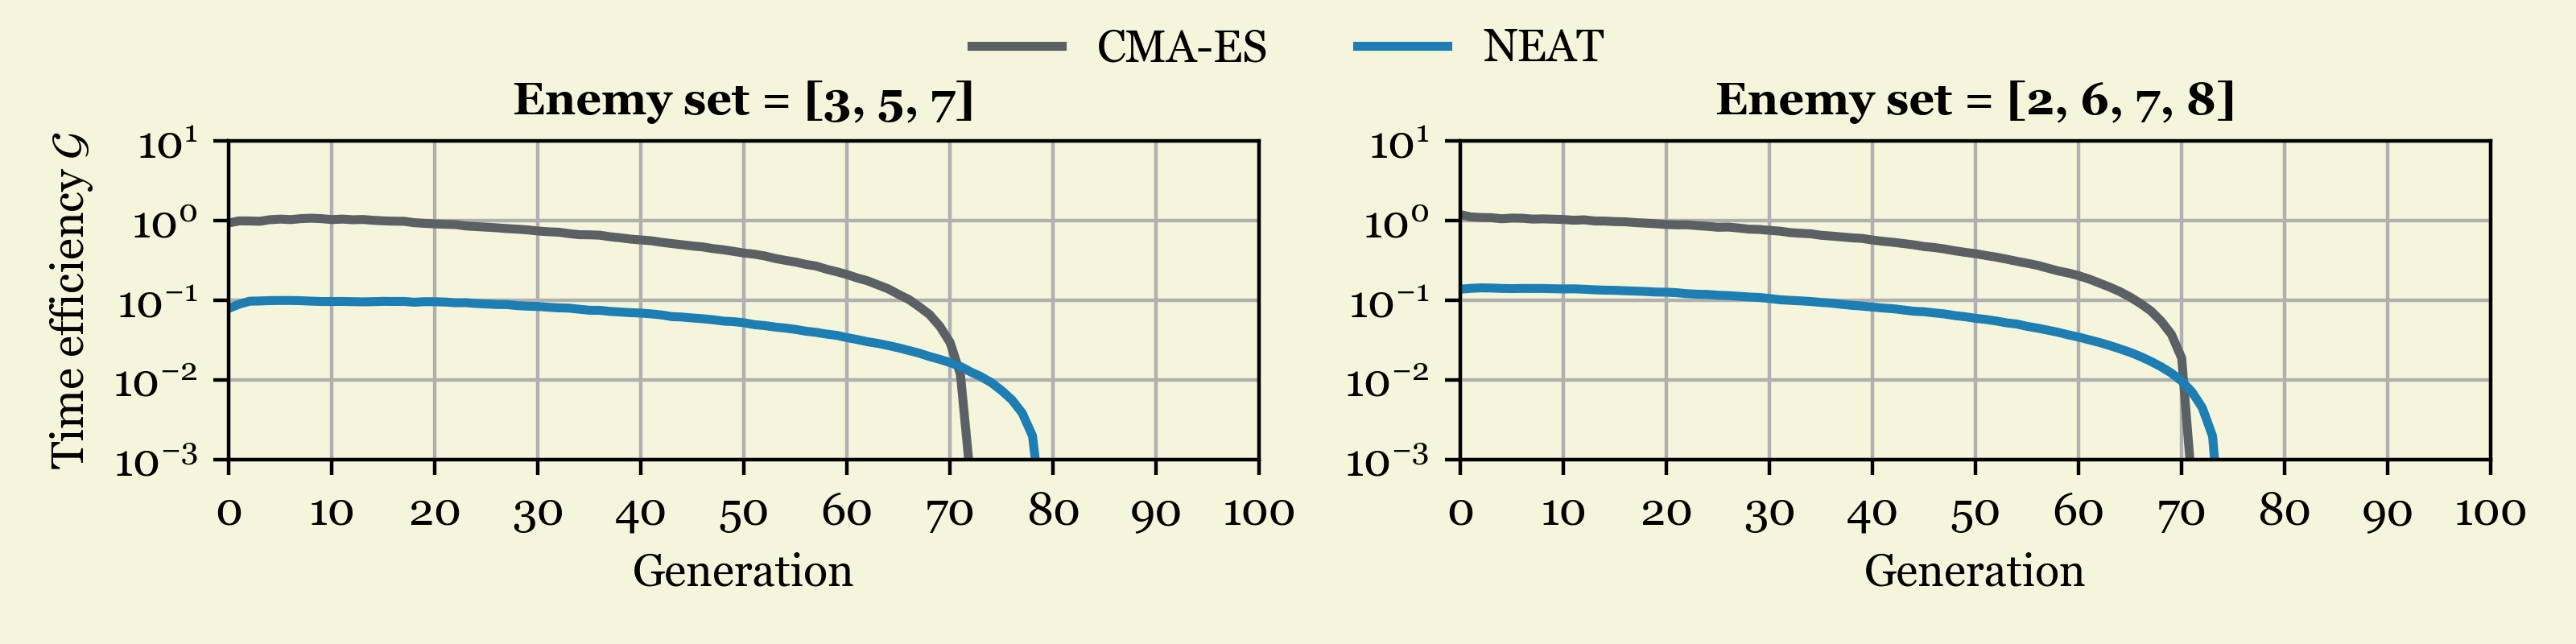 CMA-ES NEAT
Enemy set = [3, 5, 7]
Time efficiency 𝒢
10¹
10⁰
10⁻¹
10⁻²
10⁻³
0 10 20 30 40 50 60 70 80 90 100
Generation
Enemy set = [2, 6, 7, 8]
10¹
10⁰
10⁻¹
10⁻²
10⁻³
0 10 20 30 40 50 60 70 80 90 100
Generation